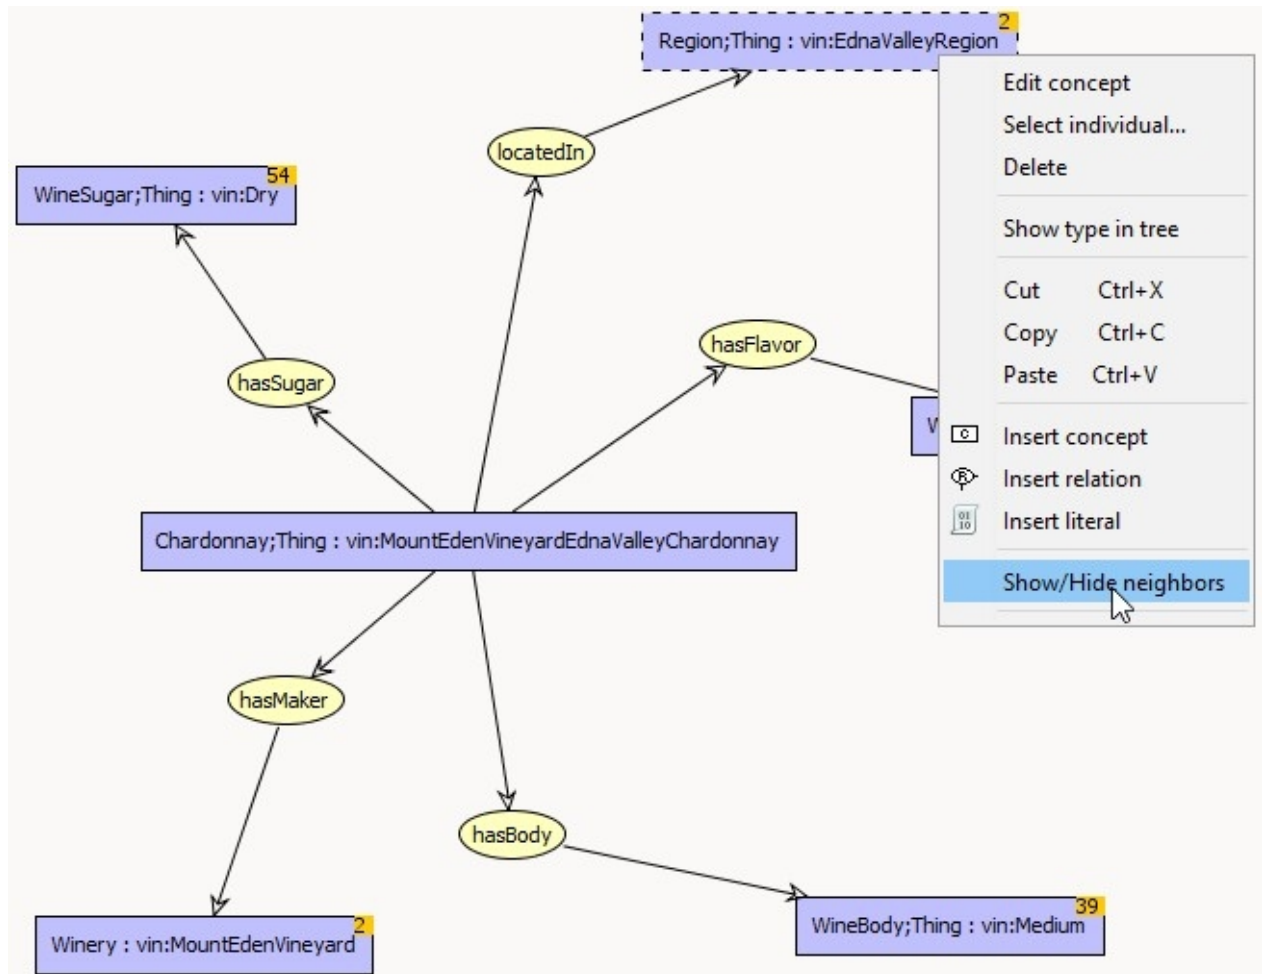 2
Region;Thing : vin:EdnaValleyRegion
locatedIn
54
WineSugar;Thing : vin:Dry
hasFlavor
hasSugar
W
Chardonnay;Thing : vin:MountEdenVineyardEdnaValleyChardonnay
hasMaker
hasBody
39
WineBody;Thing : vin:Medium
2
Winery : vin:MountEdenVineyard
Edit concept
Select individual...
Delete
Show type in tree
Cut Ctrl+X
Copy Ctrl+C
Paste Ctrl+V
C Insert concept
R Insert relation
01
10
Insert literal
Show/Hide neighbors